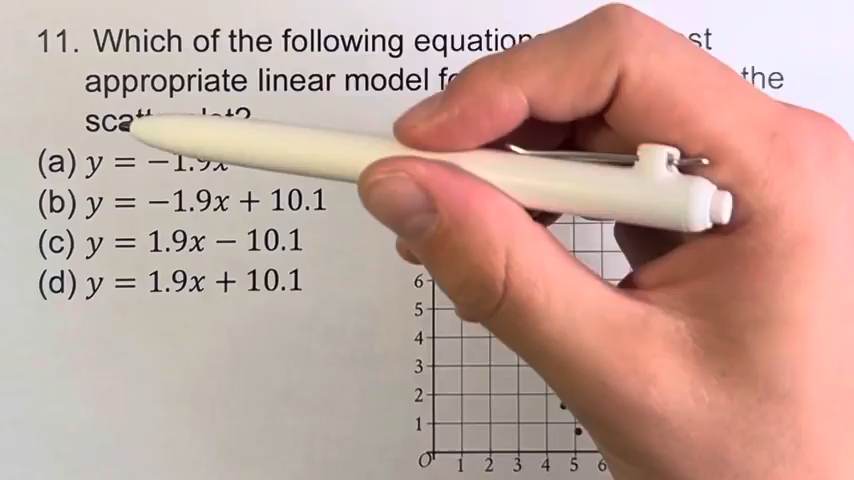 11. Which of the following
appropriate linear model the

(a) y =
(b) y = −1.9x + 10.1
(c) y = 1.9x − 10.1
(d) y = 1.9x + 10.1
6
5
4
3
2
1
O 1 2 3 4 5 6